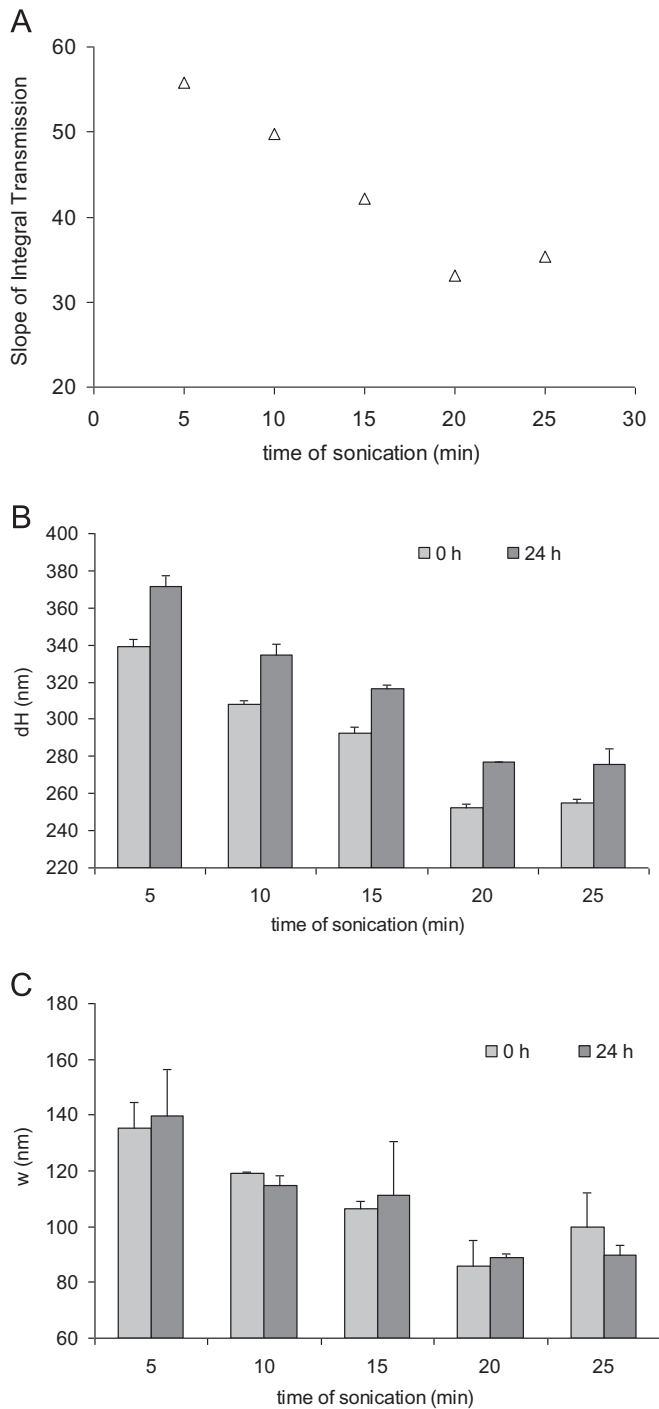 A
60
50
40
30
20
0 5 10 15 20 25 30
Slope of Integral Transmission
time of sonication (min)
B
400
380
360
340
320
300
280
260
240
220
0 h 24 h
dH (nm)
5 10 15 20 25
time of sonication (min)
C
180
160
140
120
100
80
60
0 h 24 h
w (nm)
5 10 15 20 25
time of sonication (min)